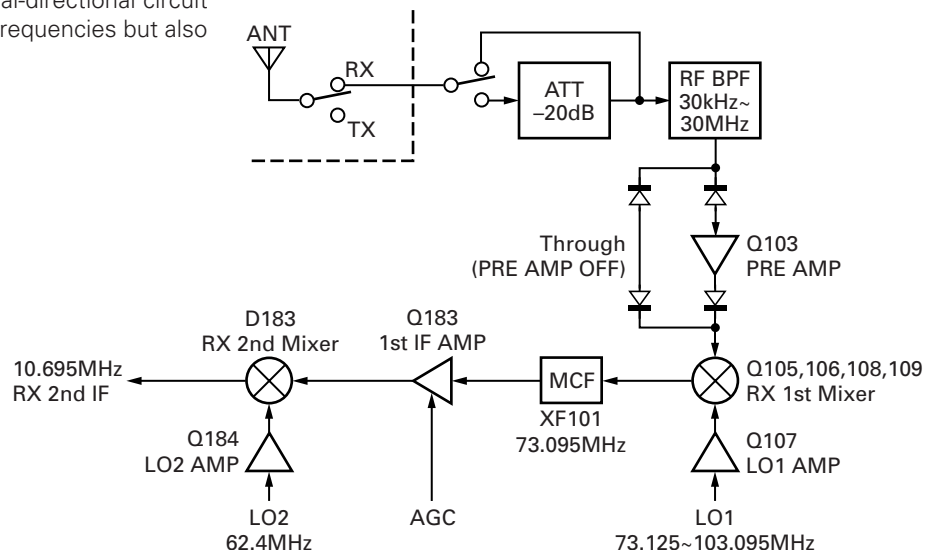 al-directional circuit
requencies but also
ANT
RX
TX
ATT
–20dB
RF BPF
30kHz~
30MHz
Through
(PRE AMP OFF)
Q103
PRE AMP
D183
RX 2nd Mixer
Q183
1st IF AMP
10.695MHz
RX 2nd IF
MCF
XF101
73.095MHz
Q105,106,108,109
RX 1st Mixer
Q184
LO2 AMP
Q107
LO1 AMP
LO2
62.4MHz
AGC
LO1
73.125~103.095MHz